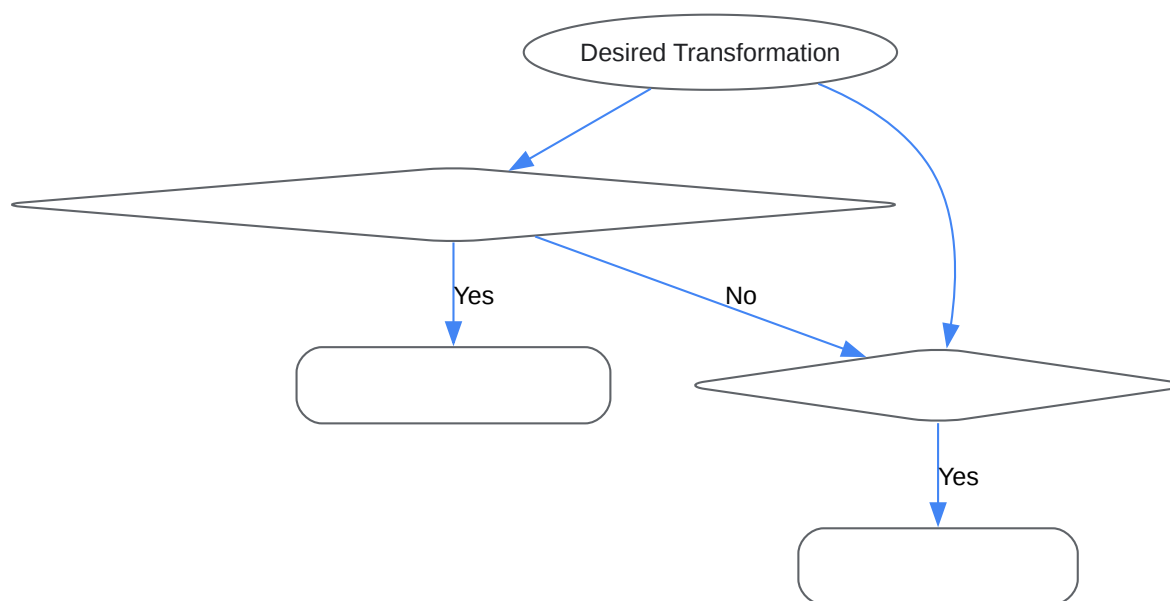 Desired Transformation
Yes
No
Yes